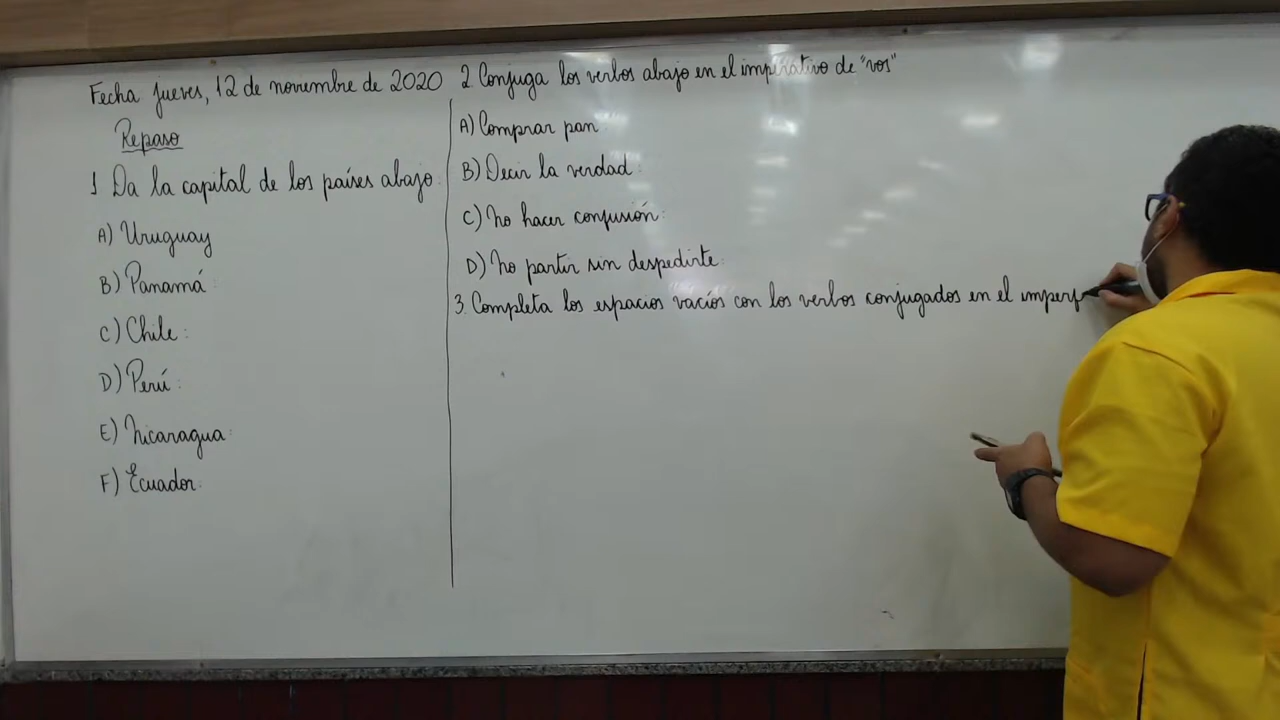 Fecha jueves, 12 de noviembre de 2020
Repaso
1 Da la capital de los países abajo:
A) Uruguay
B) Panamá:
C) Chile:
D) Perú:
E) Nicaragua:
F) Ecuador:
2 Conjuga los verbos abajo en el imperativo de "vos"
A) Comprar pan
B) Decir la verdad:
C) No hacer confusión:
D) No partir sin despedirte:
3. Completa los espacios vacíos con los verbos conjugados en el imperf